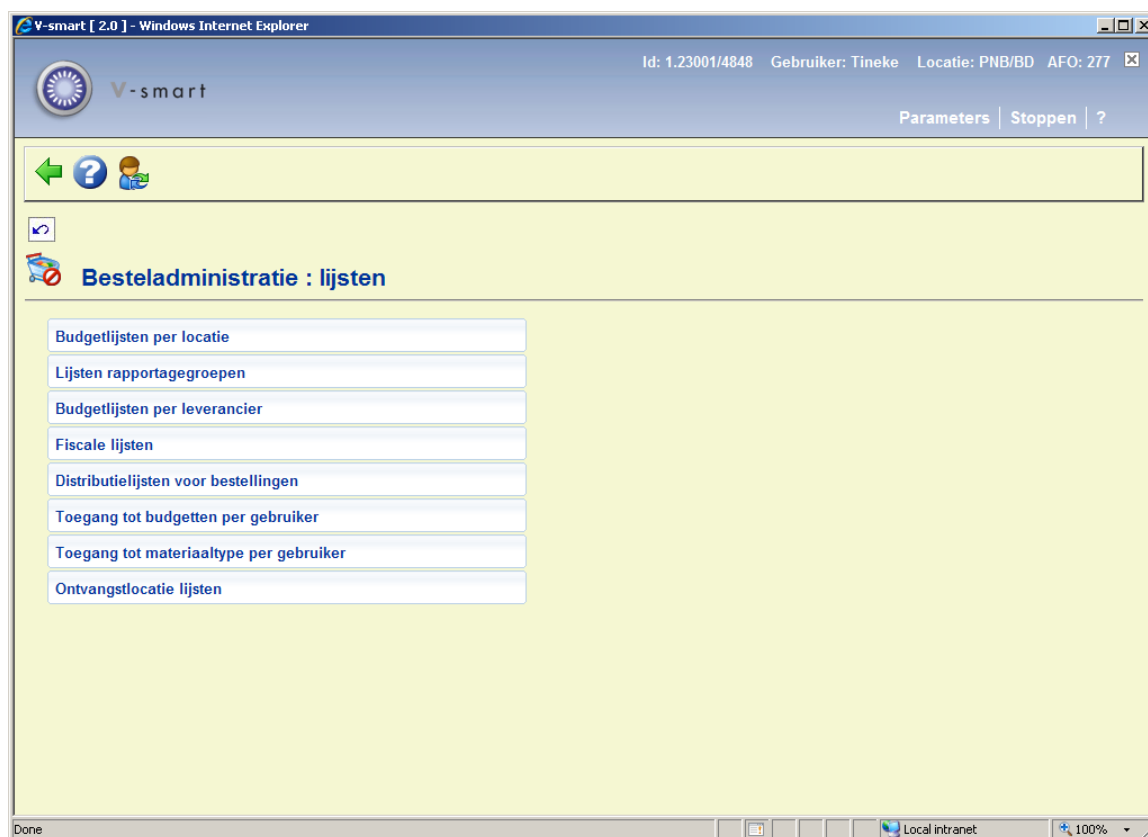 V-smart [ 2.0 ] - Windows Internet Explorer
Id: 1.23001/4848 Gebruiker: Tineke Locatie: PNB/BD AFO: 277
V-smart
Parameters Stoppen ?
Besteladministratie : lijsten
Budgetlijsten per locatie
Lijsten rapportagegroepen
Budgetlijsten per leverancier
Fiscale lijsten
Distributielijsten voor bestellingen
Toegang tot budgetten per gebruiker
Toegang tot materiaaltype per gebruiker
Ontvangstlocatie lijsten
Done Local intranet 100%